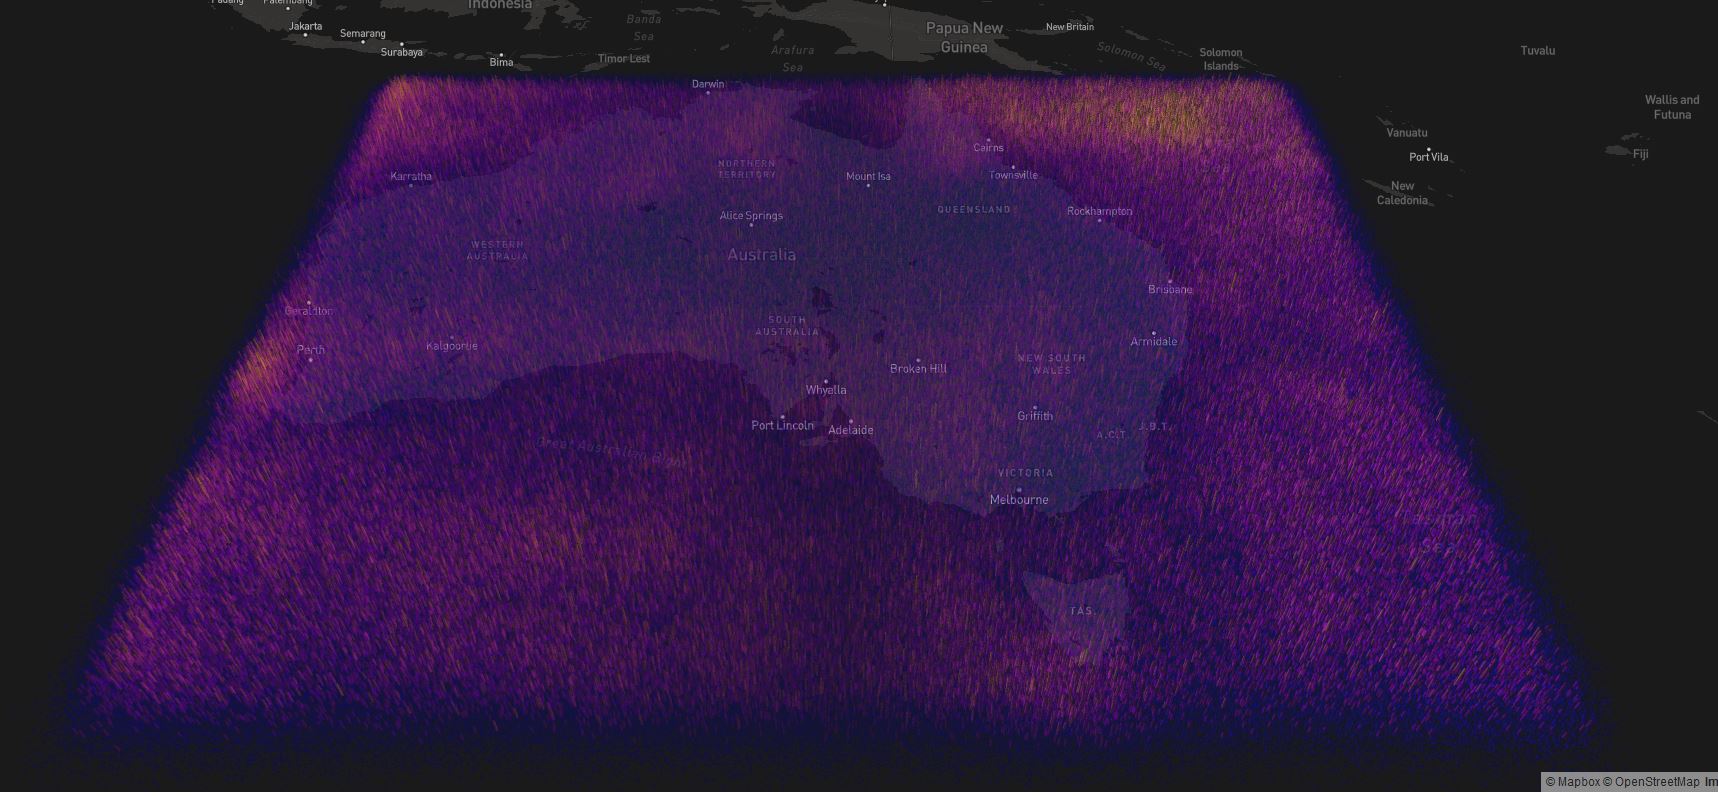 Padang
Palembang
Indonesia
Jakarta
Semarang
Surabaya
Bima
Banda
Sea
Timor Lest
Arafura
Sea
Papua New
Guinea
New Britain
Solomon Sea
Solomon
Islands
Tuvalu
Wallis and
Futuna
Vanuatu
Port Vila
Fiji
New
Caledonia
Darwin
Cairns
Townsville
NORTHERN
TERRITORY
Mount Isa
Karratha
Alice Springs
QUEENSLAND
Rockhampton
WESTERN
AUSTRALIA
Australia
Brisbane
Geraldton
SOUTH
AUSTRALIA
Perth
Kalgoorlie
Armidale
NEW SOUTH
WALES
Broken Hill
Whyalla
Griffith
Port Lincoln
Adelaide
A.C.T.
J.B.T.
Great Australian Bight
VICTORIA
Melbourne
Sea
TAS.
© Mapbox © OpenStreetMap Im